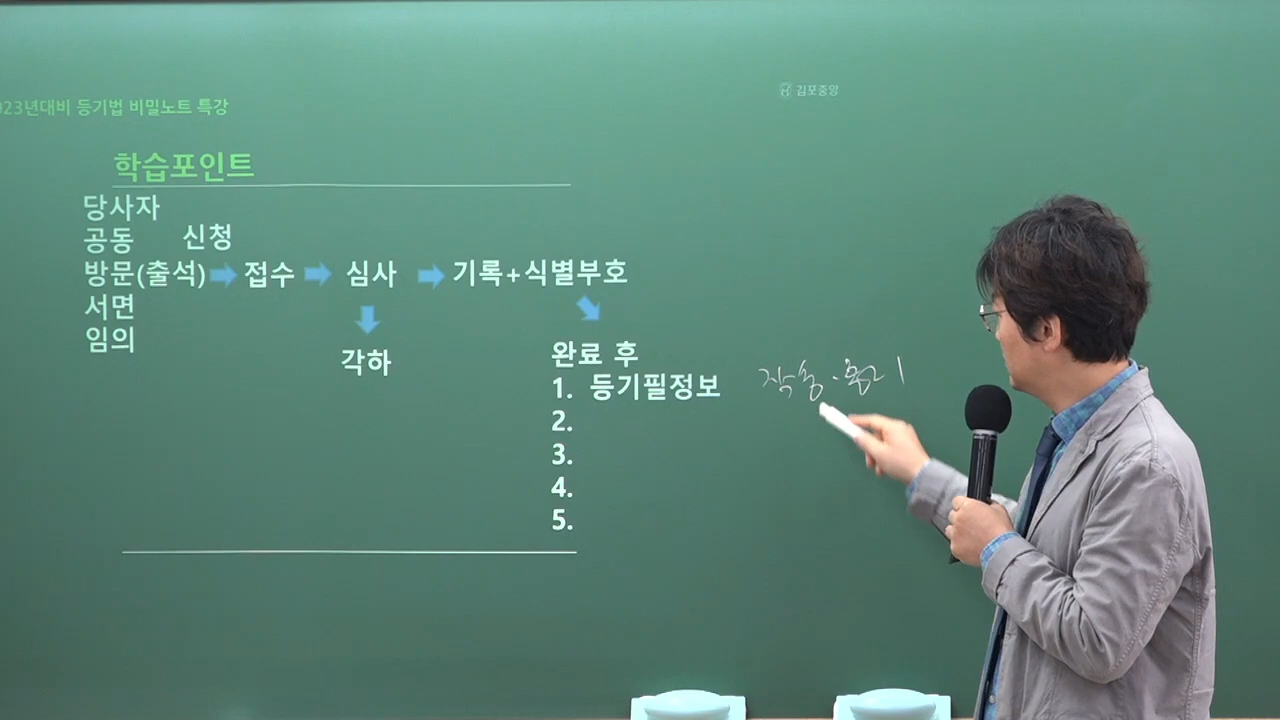 023년대비 등기법 비밀노트 특강
김포중앙
학습포인트
당사자
공동 신청
방문(출석) 접수 심사 기록+식별부호
서면
임의
각하
완료 후
1. 등기필정보
2.
3.
4.
5.